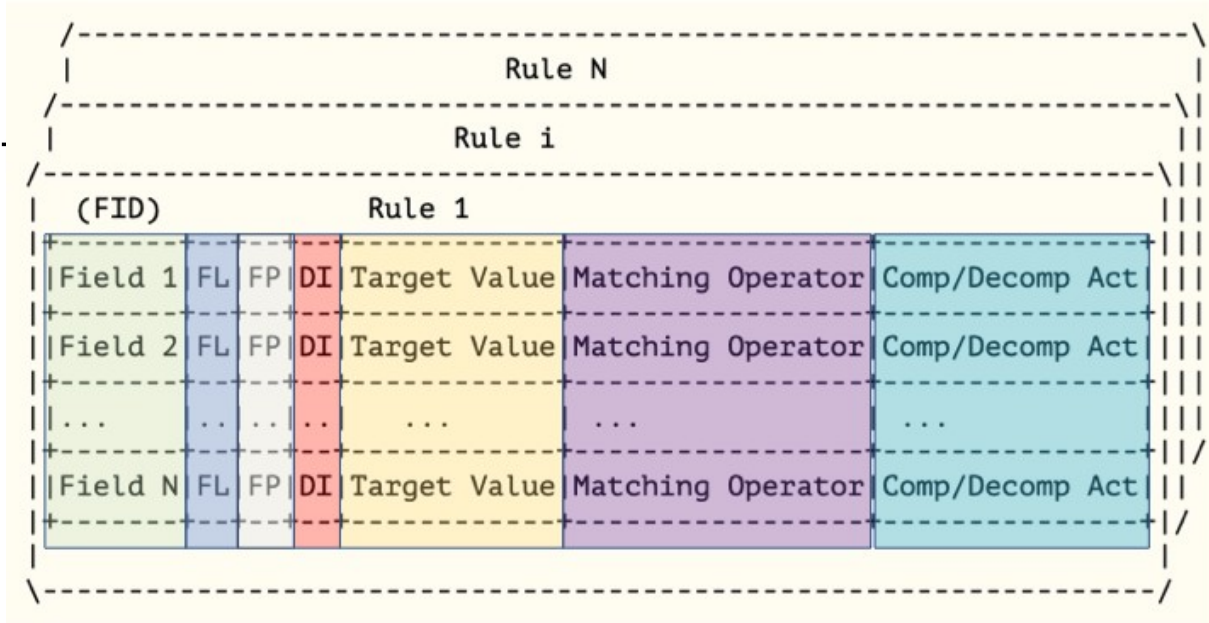 Rule N
Rule i
(FID) Rule 1
Field 1 FL FP DI Target Value Matching Operator Comp/Decomp Act
Field 2 FL FP DI Target Value Matching Operator Comp/Decomp Act
... .. .. .. ... ... ...
Field N FL FP DI Target Value Matching Operator Comp/Decomp Act